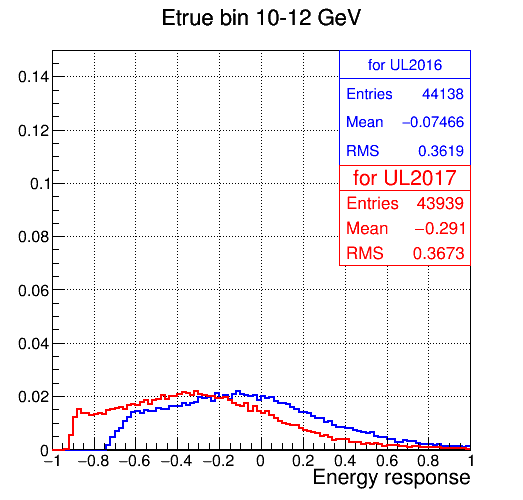 Etrue bin 10-12 GeV
for UL2016
Entries 44138
Mean −0.07466
RMS 0.3619
for UL2017
Entries 43939
Mean −0.291
RMS 0.3673
0.14
0.12
0.1
0.08
0.06
0.04
0.02
0
−1 −0.8 −0.6 −0.4 −0.2 0 0.2 0.4 0.6 0.8 1
Energy response